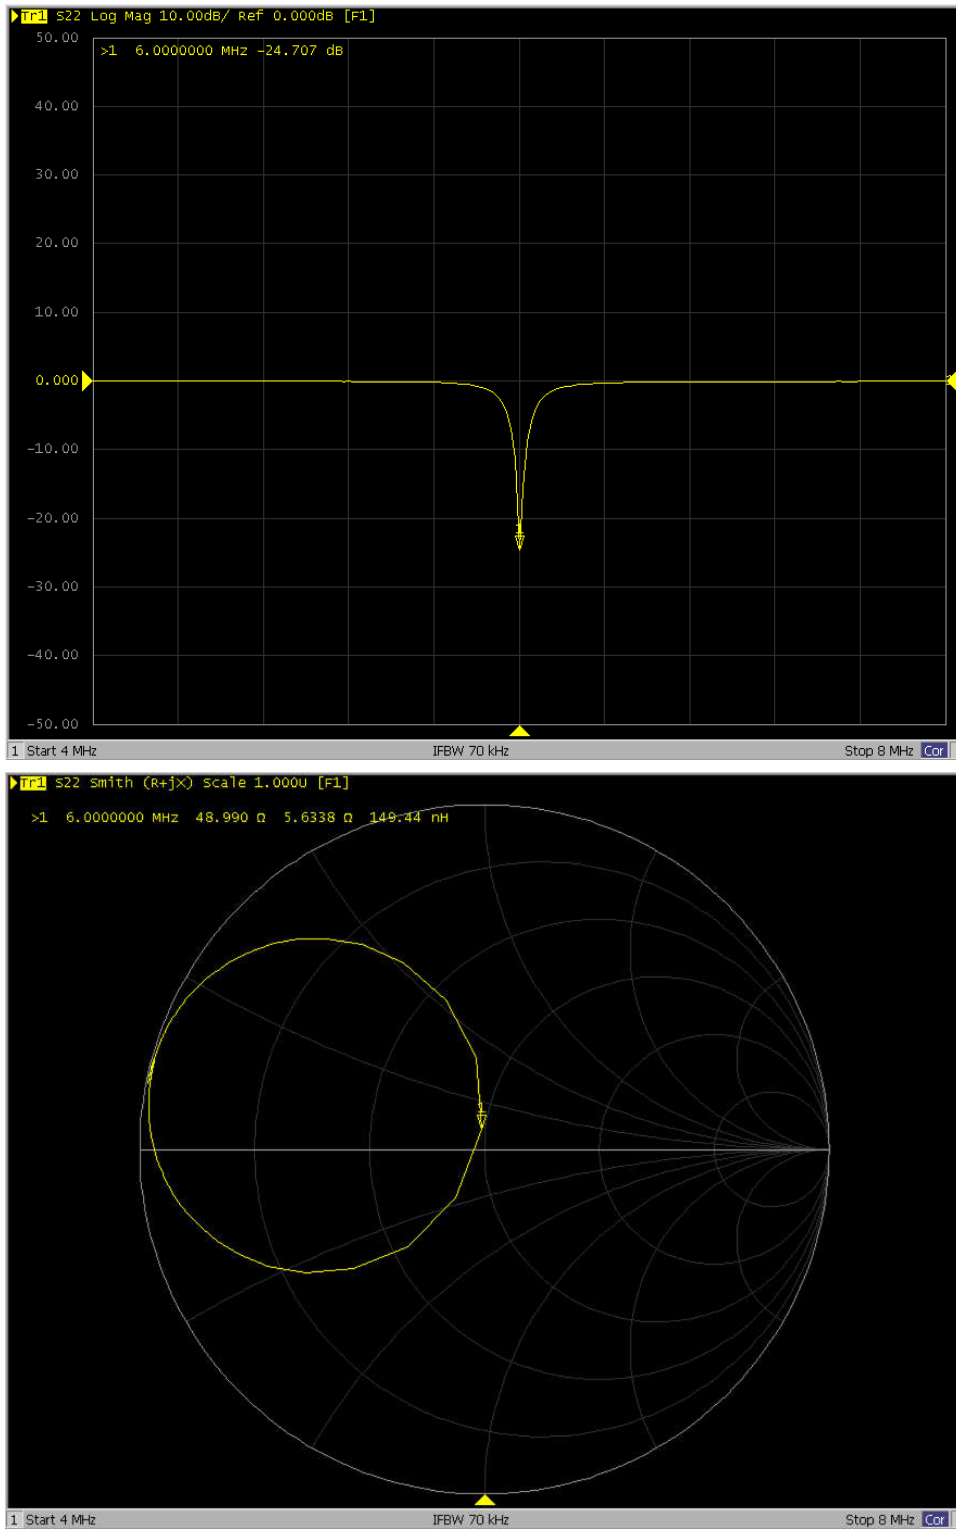 Tr1 S22 Log Mag 10.00dB/ Ref 0.000dB [F1]
50.00
>1 6.0000000 MHz -24.707 dB
40.00
30.00
20.00
10.00
0.000
-10.00
-20.00
-30.00
-40.00
-50.00
1 Start 4 MHz IFBW 70 kHz Stop 8 MHz Cor
Tr1 S22 Smith (R+jX) Scale 1.000U [F1]
>1 6.0000000 MHz 48.990 Ω 5.6338 Ω 149.44 nH
1 Start 4 MHz IFBW 70 kHz Stop 8 MHz Cor